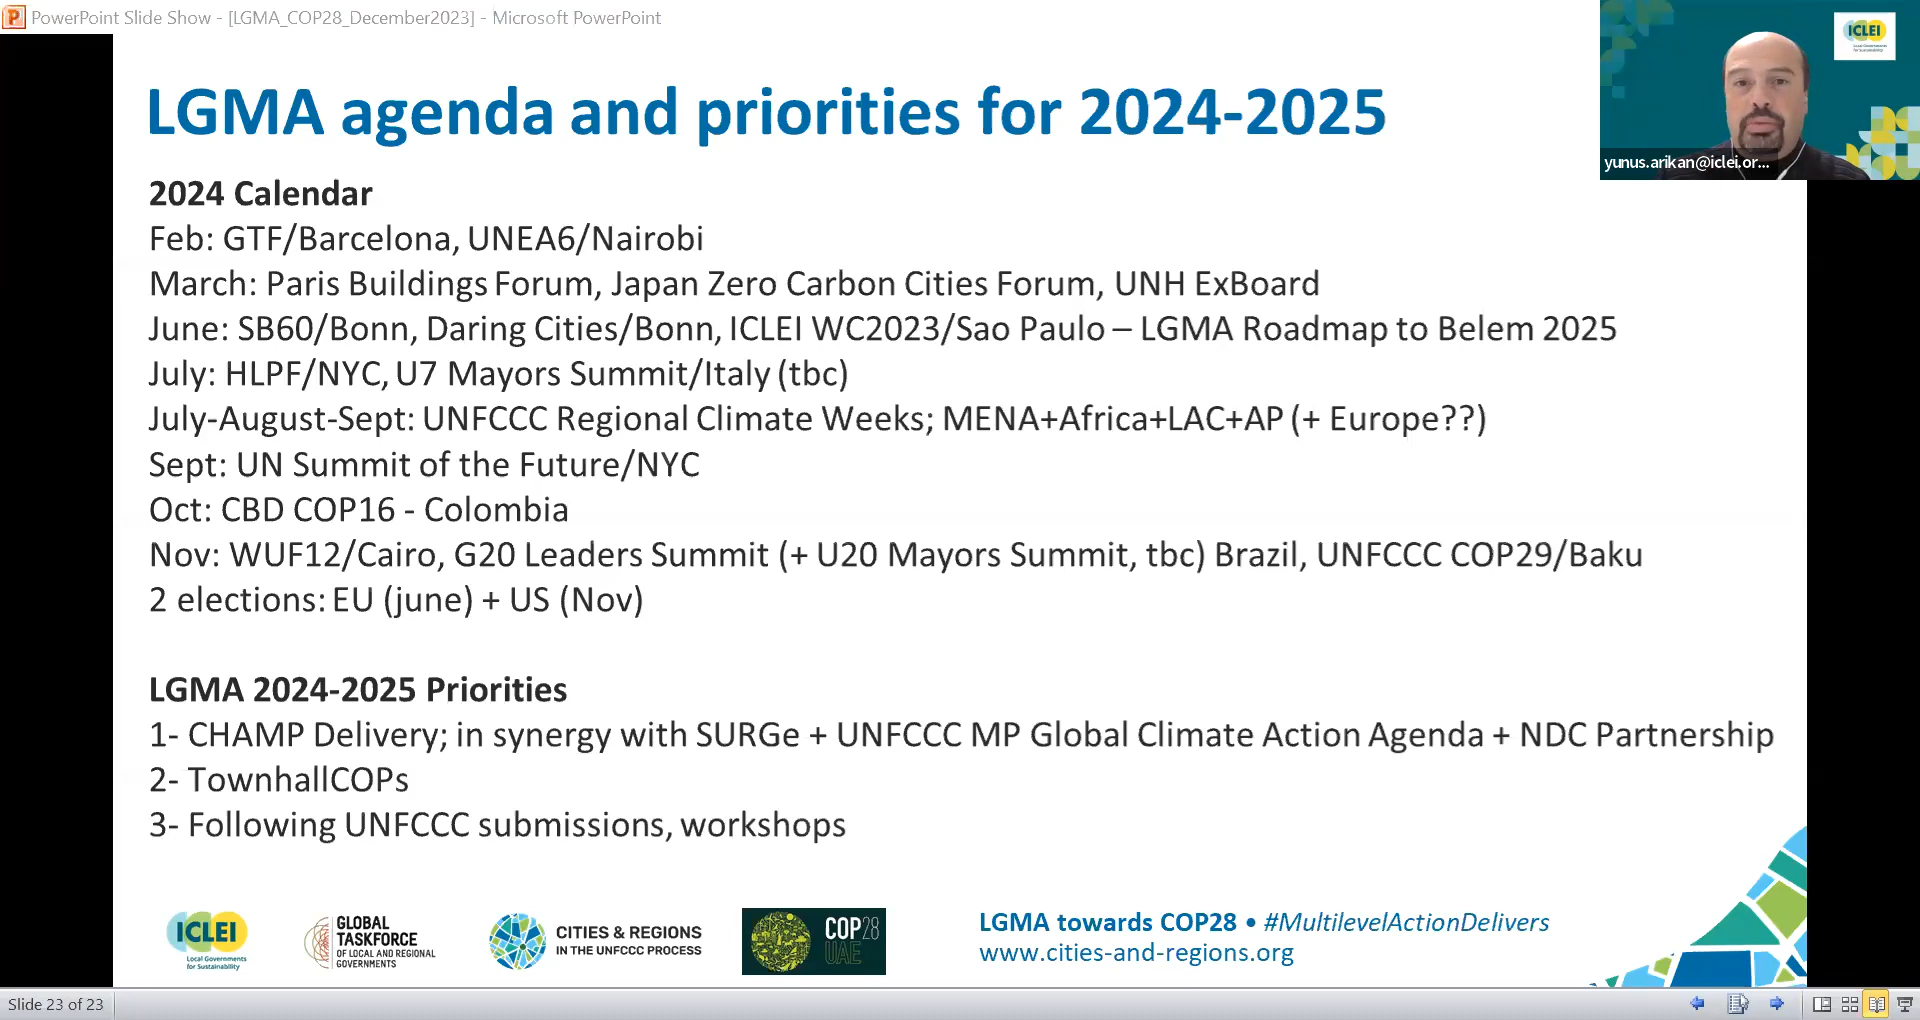 PowerPoint Slide Show - [LGMA_COP28_December2023] - Microsoft PowerPoint
ICLEI
Local Governments
for Sustainability
yunus.arikan@iclei.or...
LGMA agenda and priorities for 2024-2025
2024 Calendar
Feb: GTF/Barcelona, UNEA6/Nairobi
March: Paris Buildings Forum, Japan Zero Carbon Cities Forum, UNH ExBoard
June: SB60/Bonn, Daring Cities/Bonn, ICLEI WC2023/Sao Paulo – LGMA Roadmap to Belem 2025
July: HLPF/NYC, U7 Mayors Summit/Italy (tbc)
July-August-Sept: UNFCCC Regional Climate Weeks; MENA+Africa+LAC+AP (+ Europe??)
Sept: UN Summit of the Future/NYC
Oct: CBD COP16 - Colombia
Nov: WUF12/Cairo, G20 Leaders Summit (+ U20 Mayors Summit, tbc) Brazil, UNFCCC COP29/Baku
2 elections: EU (june) + US (Nov)
LGMA 2024-2025 Priorities
1- CHAMP Delivery; in synergy with SURGe + UNFCCC MP Global Climate Action Agenda + NDC Partnership
2- TownhallCOPs
3- Following UNFCCC submissions, workshops
ICLEI
Local Governments
for Sustainability
GLOBAL
TASKFORCE
OF LOCAL AND REGIONAL
GOVERNMENTS
CITIES & REGIONS
IN THE UNFCCC PROCESS
COP28
UAE
LGMA towards COP28 • #MultilevelActionDelivers
www.cities-and-regions.org
Slide 23 of 23